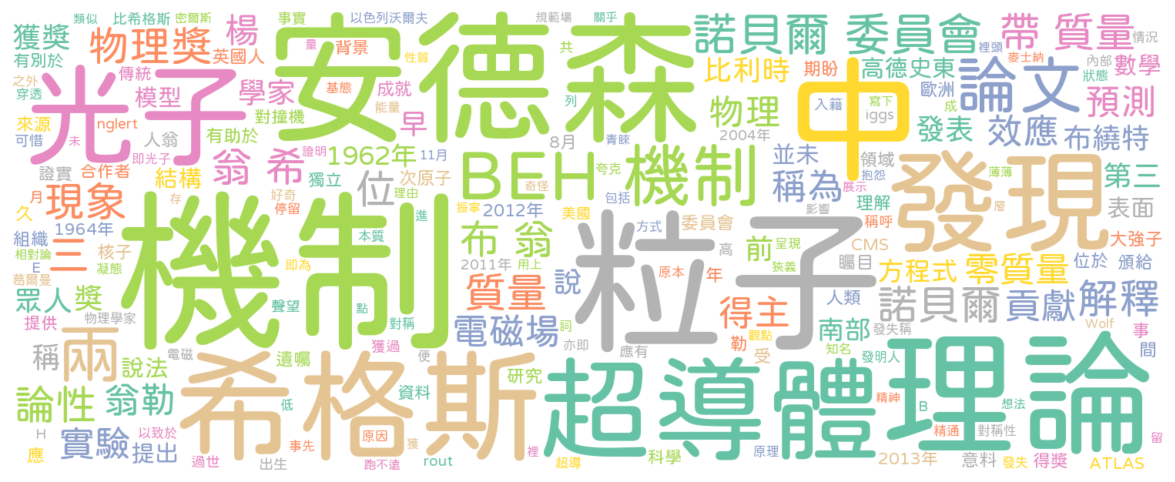 類似 比希格斯 密爾斯 事實 以色列沃爾夫 規範場 關乎 裡頭 麥士納 情況
獲獎 物理獎 英國人 楊 量 背景 共 性質 諾貝爾 委員會 帶 質量
有別於 安德森 比利時 期盼 高德史東 內部 數學
之外 傳統 基態 成就 物理 入籍 寫下 歐洲 論文 狀態
穿透 光子 模型 學家 能量 列 中 iggs 成 預測
來源 nglert 對撞機 早 2004年 青睞 發表 效應 布繞特
可惜 未 人翁 有助於 8月 並未 領域 抱怨
即光子 證明 1962年 11月 BEH 機制 夸克 稱為 展示 薄薄 第三
證實 合作者 結構 翁 希 獨立 次原子 奇怪 理解 發現 表面
月 現象 好奇 理由 位 包括 影響 稱呼 層
久 1964年 停留 存 進 振寧 2012年 美國 委員會 CMS 大強子
組織 三 核子 本質 布 翁 方式 高 呈現 前 矚目 位於 頒給
相對論 E 凝態 2011年 用上 原本 年 狹義 方程式 零質量
葛爾曼 機制 即為 質量 說 粒子 得主 人類 諾貝爾 貢獻 解釋
眾人 獎 聲望 點 電磁場 詞 觀點 南部 發失稱 事
提供 物理學家 對稱 亦即 勒 受 知名 發明人 Wolf 間
稱 兩 電磁 獲過 便 應有 超導體 理論
說法 遺囑 希格斯 研究 精神 想法
論性 翁勒 低 資料 B
H 以致於 事先 原因 獲 裡 精通 對稱性 留
應 實驗 提出 過世 出生 跑不遠 rout 超導 科學 原理 2013年 意料 發失 得獎 ATLAS